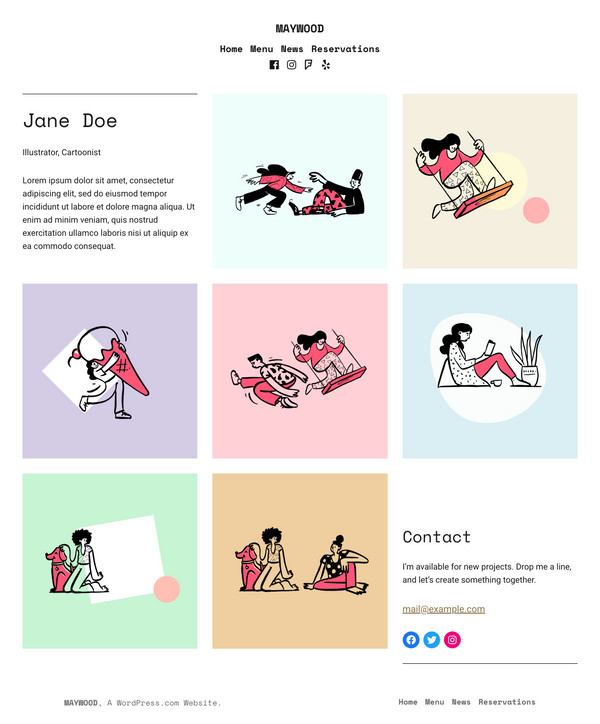 MAYWOOD
Home Menu News Reservations
Jane Doe
Illustrator, Cartoonist
Lorem ipsum dolor sit amet, consectetur
adipiscing elit, sed do eiusmod tempor
incididunt ut labore et dolore magna aliqua. Ut
enim ad minim veniam, quis nostrud
exercitation ullamco laboris nisi ut aliquip ex
ea commodo consequat.
Contact
I'm available for new projects. Drop me a line,
and let's create something together.
mail@example.com
MAYWOOD, A WordPress.com Website.
Home Menu News Reservations